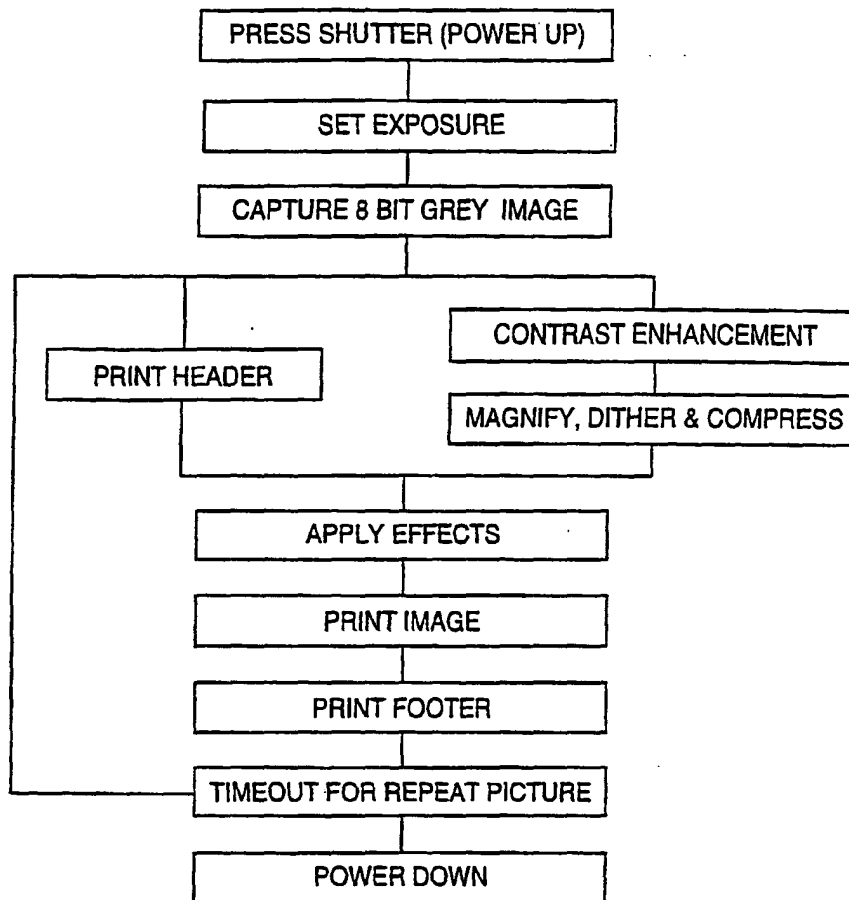 PRESS SHUTTER (POWER UP)
SET EXPOSURE
CAPTURE 8 BIT GREY IMAGE
CONTRAST ENHANCEMENT
PRINT HEADER
MAGNIFY, DITHER & COMPRESS
APPLY EFFECTS
PRINT IMAGE
PRINT FOOTER
TIMEOUT FOR REPEAT PICTURE
POWER DOWN